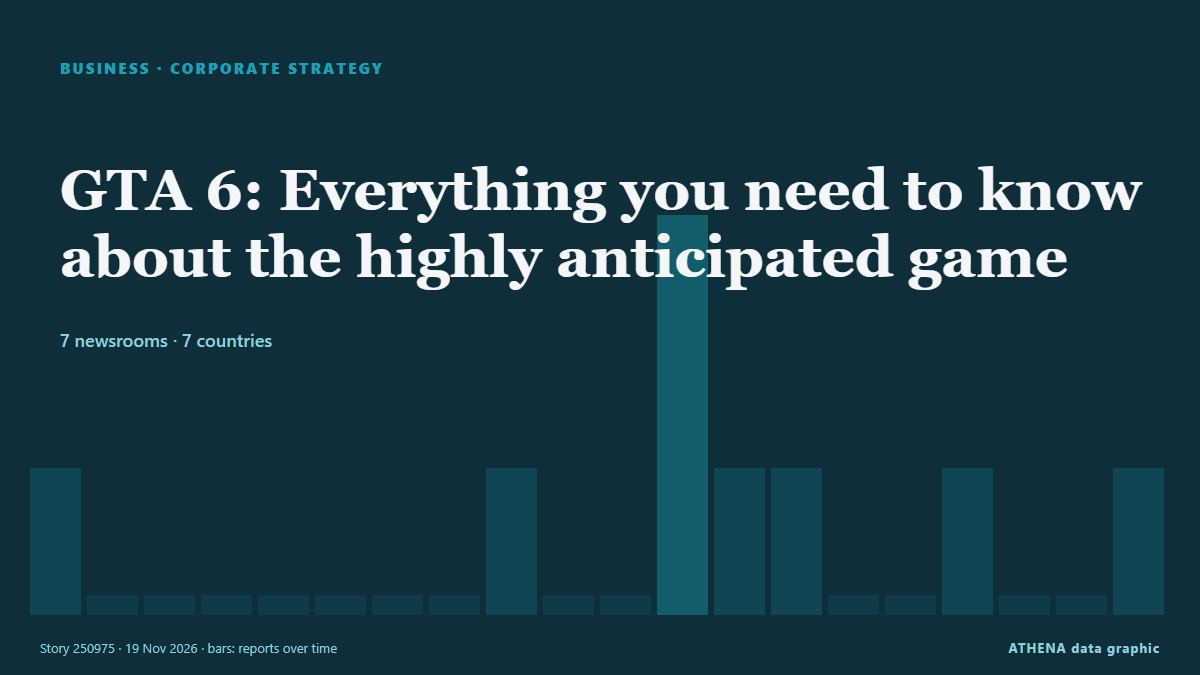 BUSINESS · CORPORATE STRATEGY
GTA 6: Everything you need to know
about the highly anticipated game
7 newsrooms · 7 countries
Story 250975 · 19 Nov 2026 · bars: reports over time
ATHENA data graphic